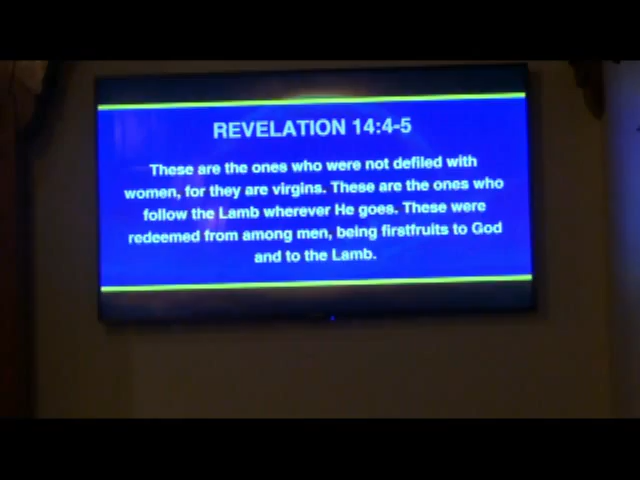 REVELATION 14:4-5
These are the ones who were not defiled with
women, for they are virgins. These are the ones who
follow the Lamb wherever He goes. These were
redeemed from among men, being firstfruits to God
and to the Lamb.